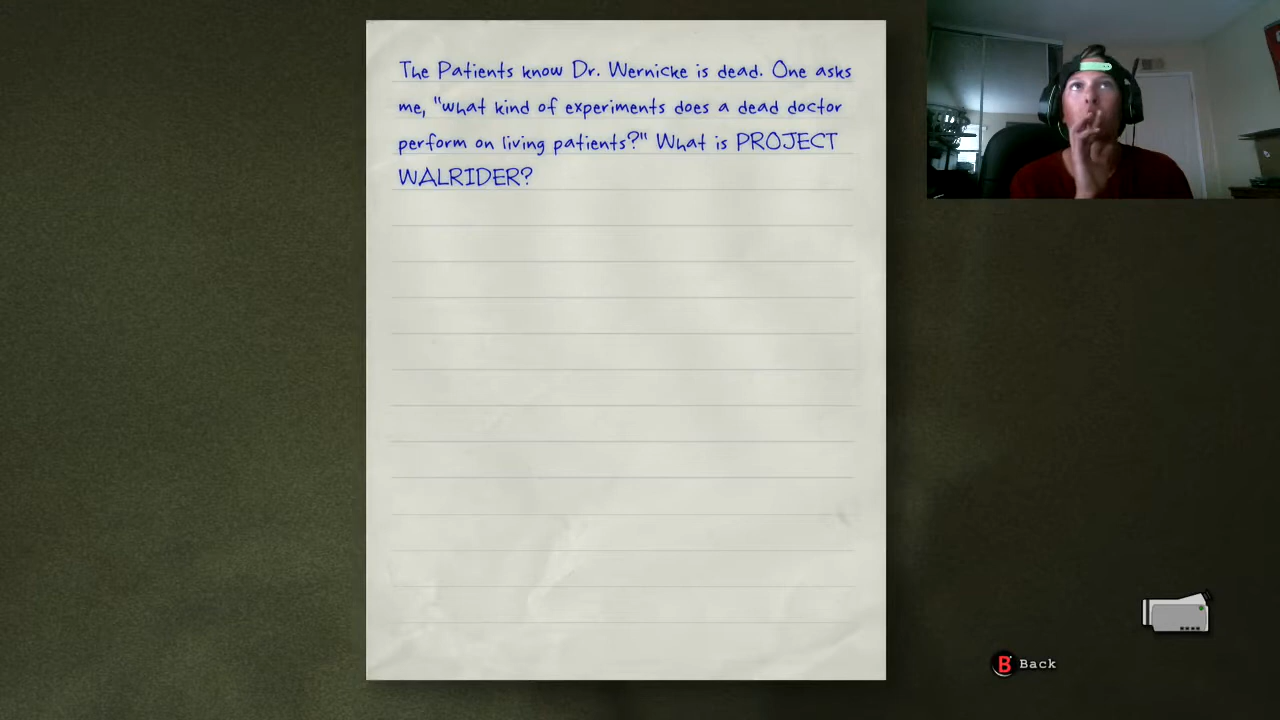 The Patients know Dr. Wernicke is dead. One asks
me, "what kind of experiments does a dead doctor
perform on living patients?" What is PROJECT
WALRIDER?
B Back